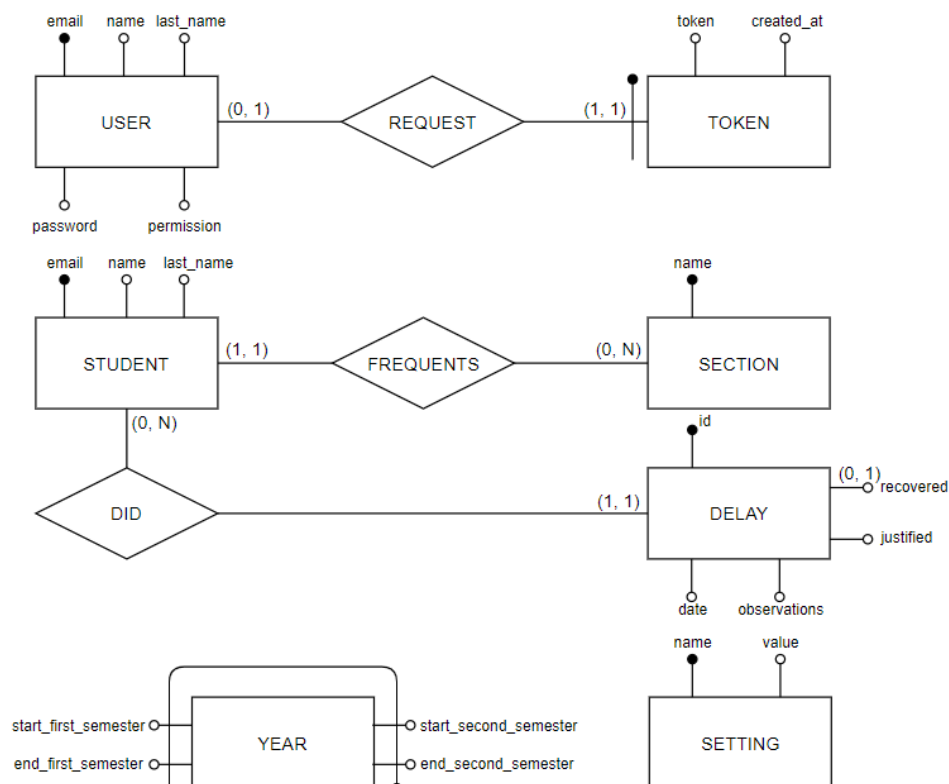 email name last_name
token created_at
USER (0, 1) REQUEST (1, 1) TOKEN
password permission
email name last_name
name
STUDENT (1, 1) FREQUENTS (0, N) SECTION
(0, N)
id
DID (1, 1) DELAY
(0, 1) recovered
justified
date observations
name value
start_first_semester YEAR start_second_semester
end_first_semester end_second_semester
SETTING